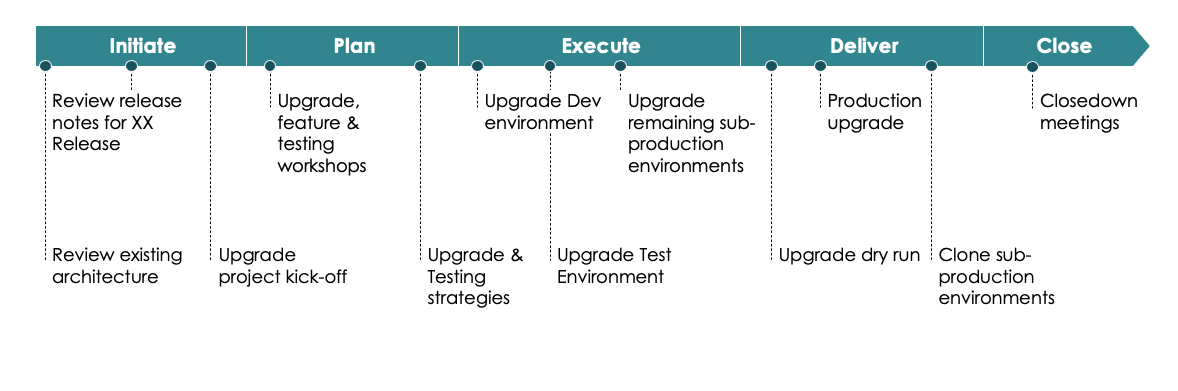 Initiate
Plan
Execute
Deliver
Close
Review release
notes for XX
Release
Upgrade,
feature &
testing
workshops
Upgrade Dev
environment
Upgrade
remaining sub-
production
environments
Production
upgrade
Closedown
meetings
Review existing
architecture
Upgrade
project kick-off
Upgrade &
Testing
strategies
Upgrade Test
Environment
Upgrade dry run
Clone sub-
production
environments